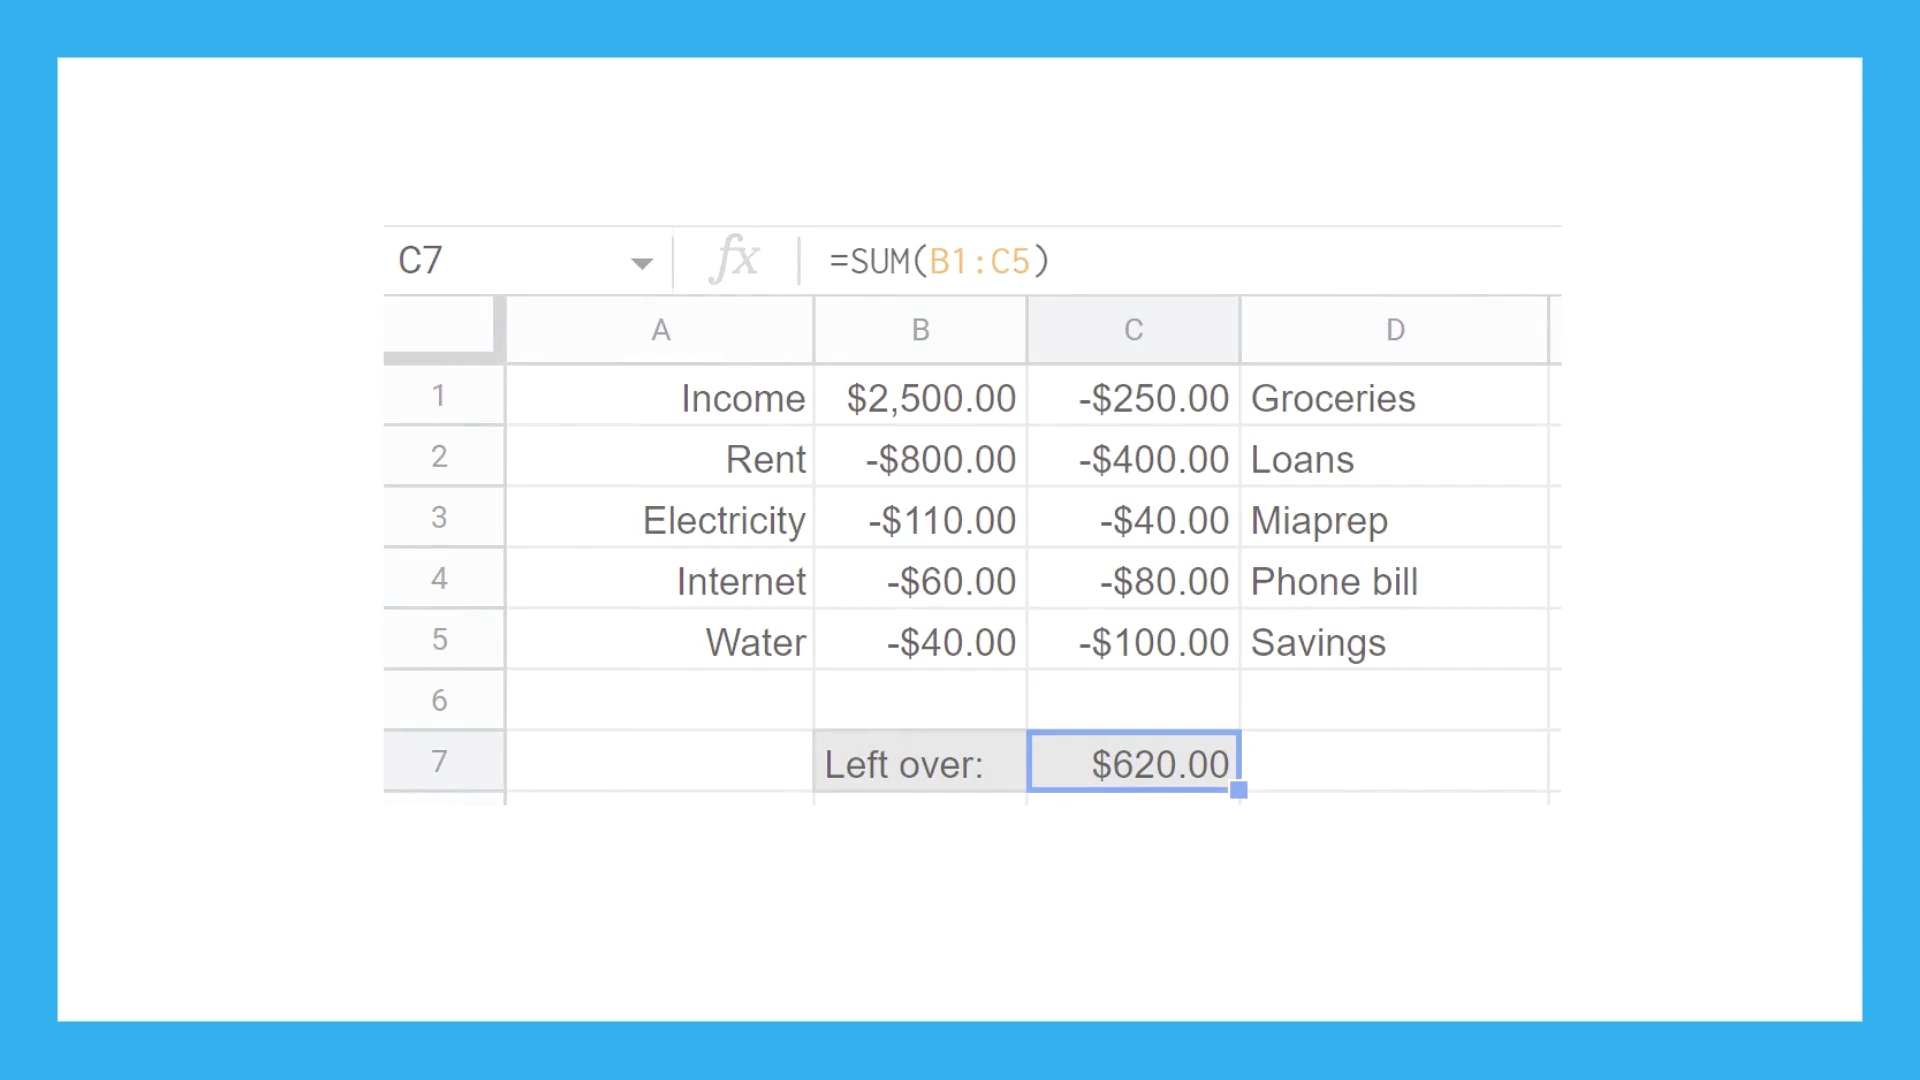 C7 fx =SUM(B1:C5)
A B C D
1 Income $2,500.00 -$250.00 Groceries
2 Rent -$800.00 -$400.00 Loans
3 Electricity -$110.00 -$40.00 Miaprep
4 Internet -$60.00 -$80.00 Phone bill
5 Water -$40.00 -$100.00 Savings
6
7 Left over: $620.00